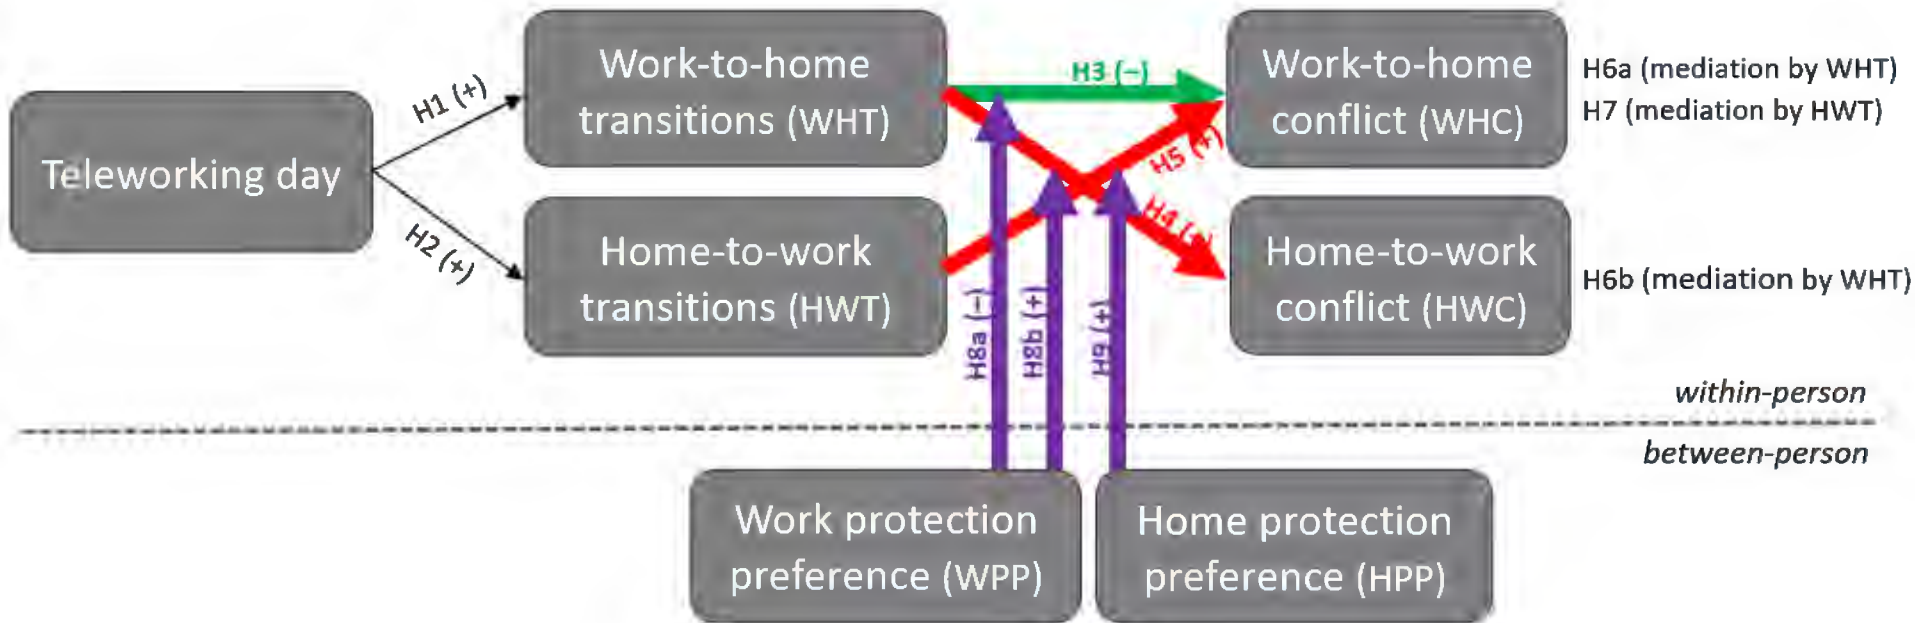 Teleworking day
H1 (+)
H2 (+)
Work-to-home
transitions (WHT)
Home-to-work
transitions (HWT)
H3 (–)
H5 (+)
H4 (+)
Work-to-home
conflict (WHC)
Home-to-work
conflict (HWC)
H6a (mediation by WHT)
H7 (mediation by HWT)
H6b (mediation by WHT)
H8a (–)
H8b (+)
H9 (+)
within-person
between-person
Work protection
preference (WPP)
Home protection
preference (HPP)